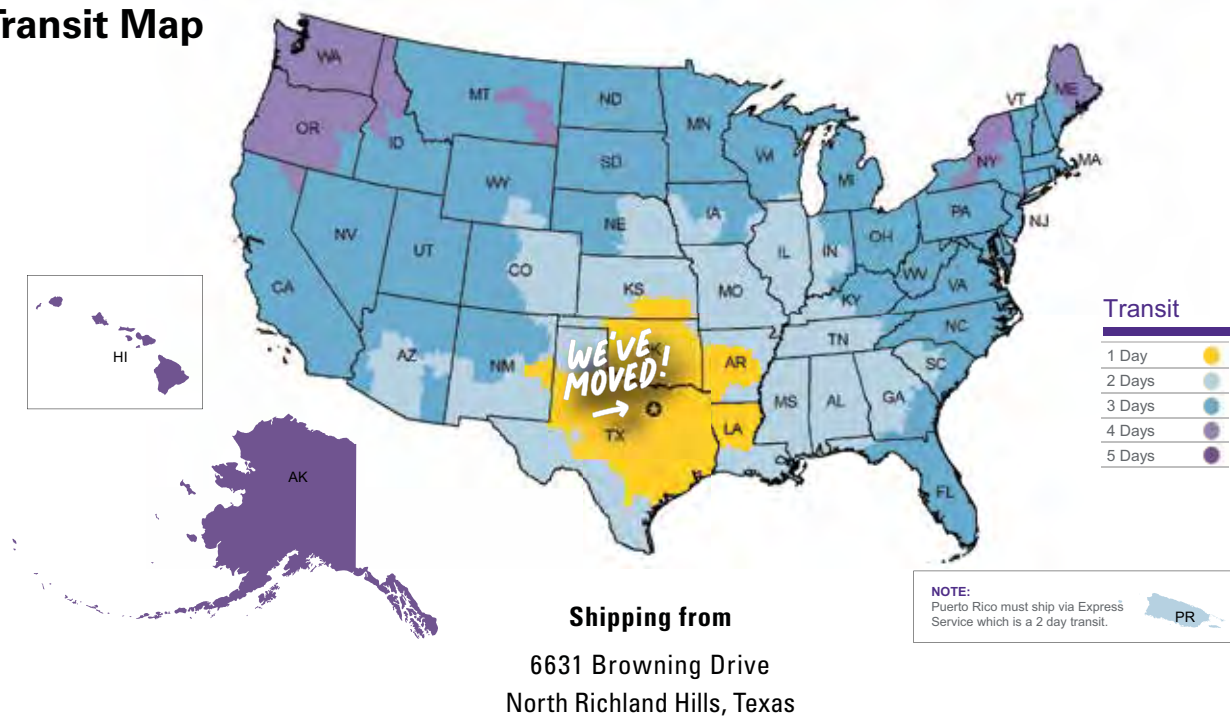 Transit Map
WA
OR
ID
MT
ND
MN
WI
MI
VT
ME
NY
MA
NJ
PA
SD
WY
NE
IA
IL
IN
OH
WV
VA
NV
UT
CO
KS
MO
KY
CA
AZ
NM
TN
NC
SC
AR
WE'VE
MOVED!
TX
LA
MS
AL
GA
FL
HI
AK
Transit
1 Day
2 Days
3 Days
4 Days
5 Days
NOTE:
Puerto Rico must ship via Express
Service which is a 2 day transit.
PR
Shipping from
6631 Browning Drive
North Richland Hills, Texas